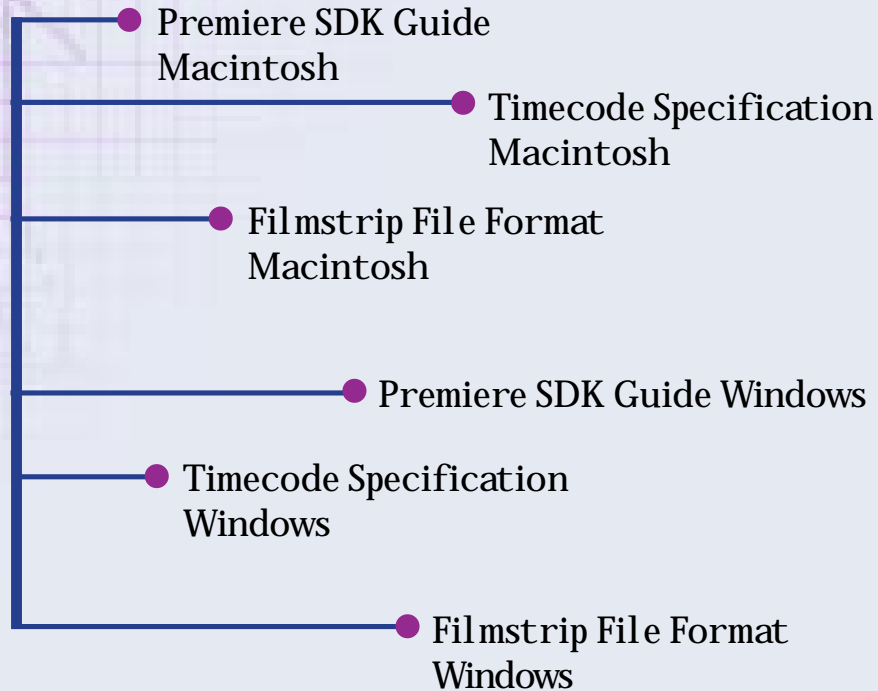 Premiere SDK Guide
Macintosh
Timecode Specification
Macintosh
Filmstrip File Format
Macintosh
Premiere SDK Guide Windows
Timecode Specification
Windows
Filmstrip File Format
Windows